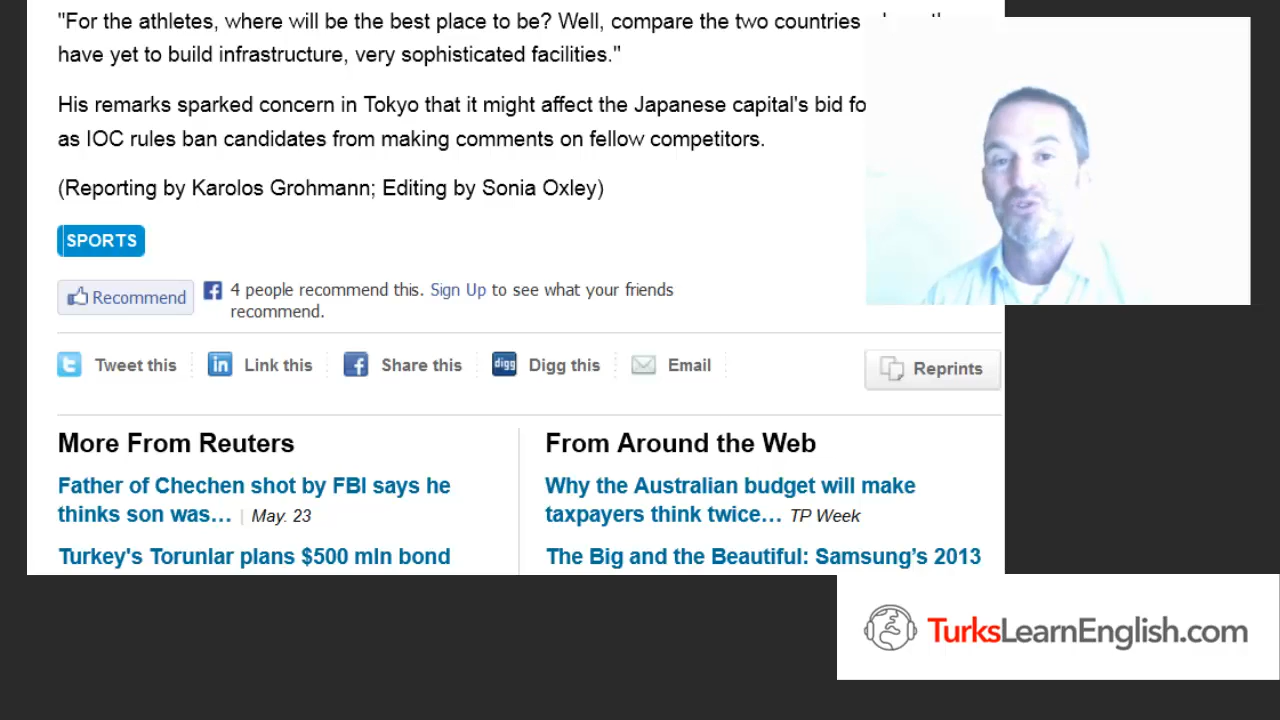 "For the athletes, where will be the best place to be? Well, compare the two countries
have yet to build infrastructure, very sophisticated facilities."
His remarks sparked concern in Tokyo that it might affect the Japanese capital's bid fo
as IOC rules ban candidates from making comments on fellow competitors.
(Reporting by Karolos Grohmann; Editing by Sonia Oxley)
SPORTS
Recommend
4 people recommend this. Sign Up to see what your friends
recommend.
Tweet this
Link this
Share this
Digg this
Email
Reprints
More From Reuters
Father of Chechen shot by FBI says he
thinks son was… | May. 23
Turkey's Torunlar plans $500 mln bond
From Around the Web
Why the Australian budget will make
taxpayers think twice… TP Week
The Big and the Beautiful: Samsung’s 2013
TurksLearnEnglish.com